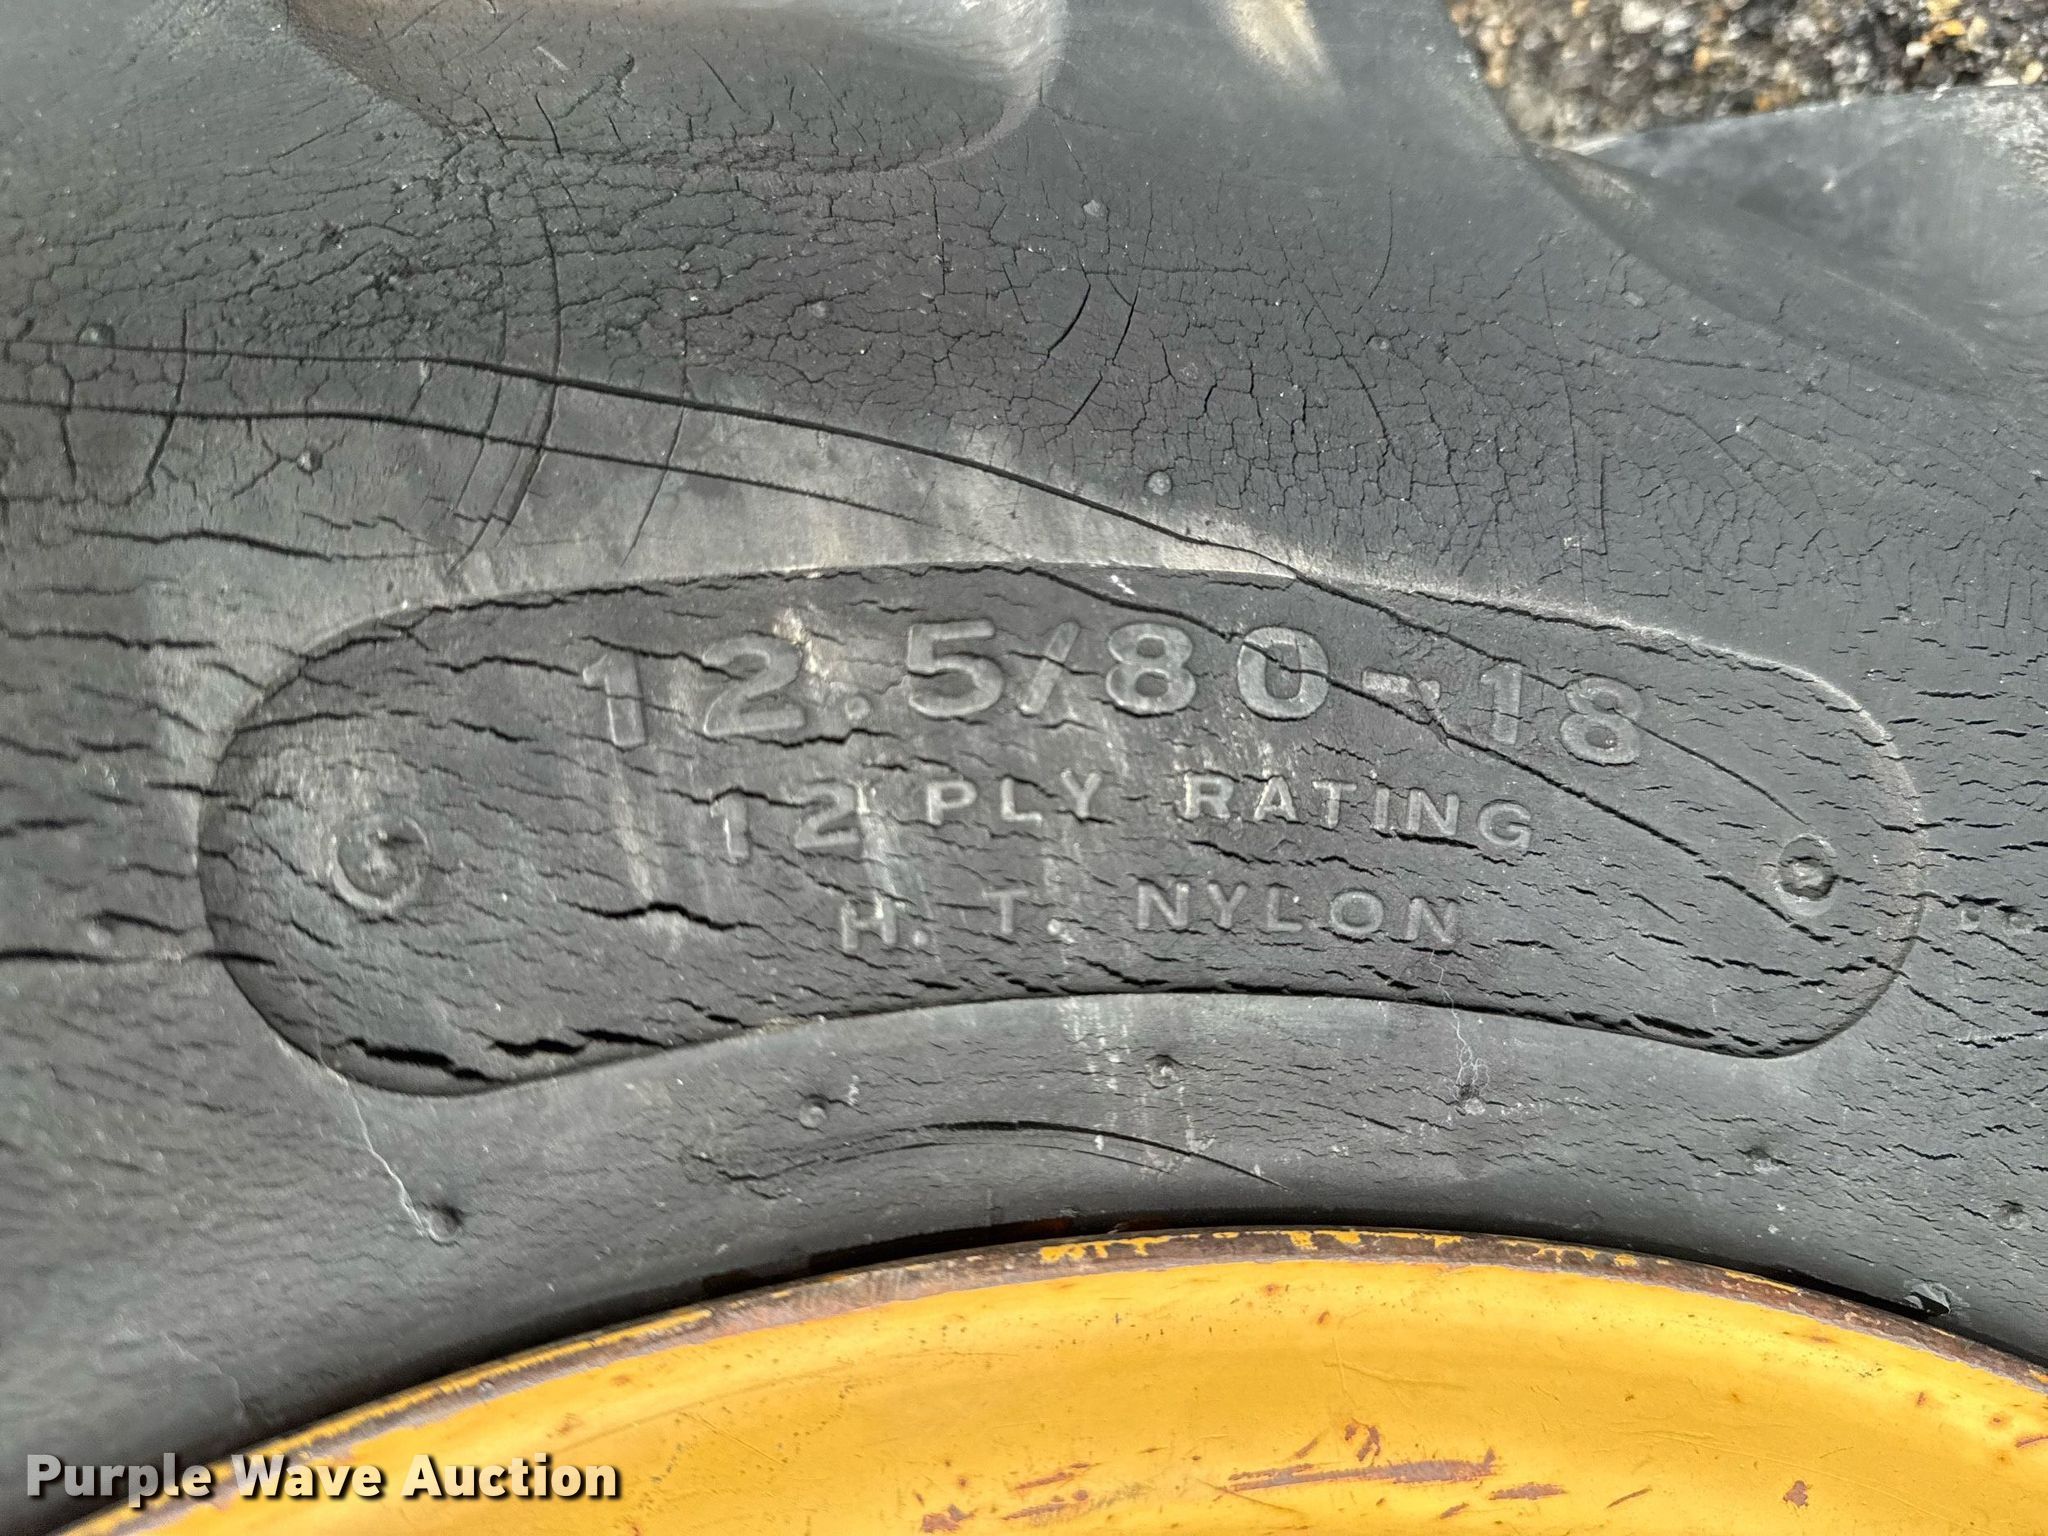 12.5/80-18
12 PLY RATING
H. T. NYLON
Purple Wave Auction